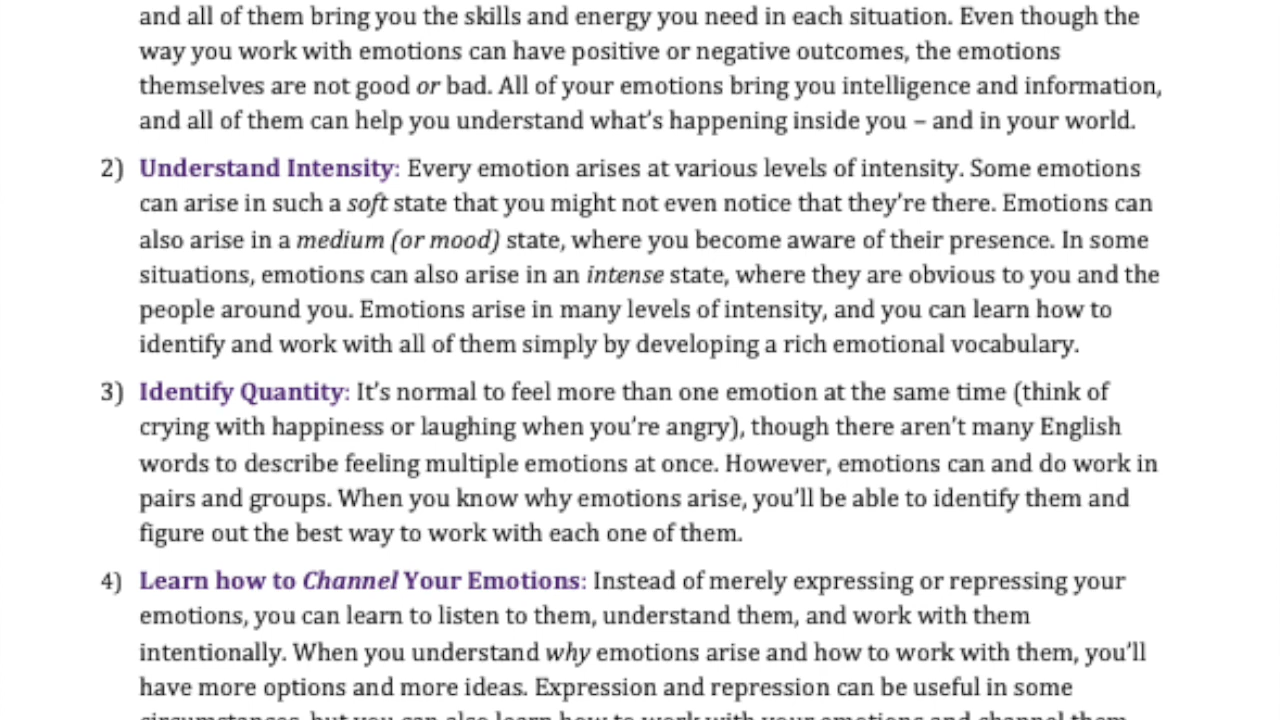 and all of them bring you the skills and energy you need in each situation. Even though the
way you work with emotions can have positive or negative outcomes, the emotions
themselves are not good or bad. All of your emotions bring you intelligence and information,
and all of them can help you understand what's happening inside you – and in your world.
2) Understand Intensity: Every emotion arises at various levels of intensity. Some emotions
can arise in such a soft state that you might not even notice that they're there. Emotions can
also arise in a medium (or mood) state, where you become aware of their presence. In some
situations, emotions can also arise in an intense state, where they are obvious to you and the
people around you. Emotions arise in many levels of intensity, and you can learn how to
identify and work with all of them simply by developing a rich emotional vocabulary.
3) Identify Quantity: It's normal to feel more than one emotion at the same time (think of
crying with happiness or laughing when you're angry), though there aren't many English
words to describe feeling multiple emotions at once. However, emotions can and do work in
pairs and groups. When you know why emotions arise, you'll be able to identify them and
figure out the best way to work with each one of them.
4) Learn how to Channel Your Emotions: Instead of merely expressing or repressing your
emotions, you can learn to listen to them, understand them, and work with them
intentionally. When you understand why emotions arise and how to work with them, you'll
have more options and more ideas. Expression and repression can be useful in some
circumstances, but you can also learn how to work with your emotions and channel them